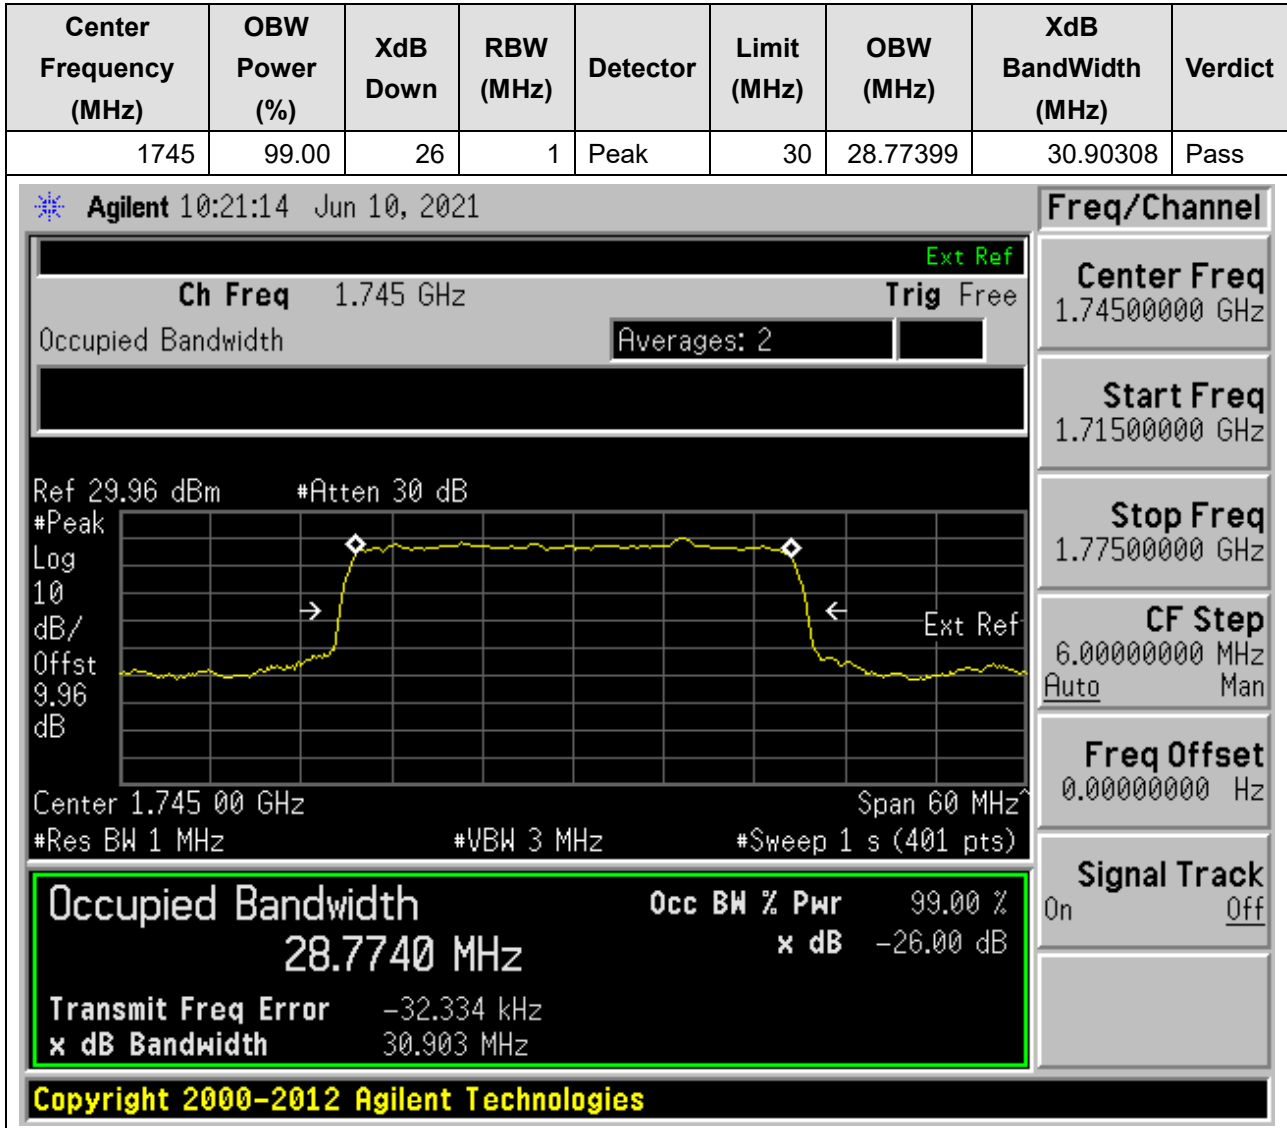 Center Frequency (MHz) OBW Power (%) XdB Down RBW (MHz) Detector Limit (MHz) OBW (MHz) XdB BandWidth (MHz) Verdict
1745 99.00 26 1 Peak 30 28.77399 30.90308 Pass
Agilent 10:21:14 Jun 10, 2021
Freq/Channel
Ext Ref
Ch Freq 1.745 GHz Trig Free
Occupied Bandwidth Averages: 2
Center Freq
1.74500000 GHz
Start Freq
1.71500000 GHz
Stop Freq
1.77500000 GHz
CF Step
6.00000000 MHz
Auto Man
Freq Offset
0.00000000 Hz
Signal Track
On Off
Ref 29.96 dBm #Atten 30 dB
#Peak
Log
10
dB/
Offst
9.96
dB
Ext Ref
Center 1.745 00 GHz Span 60 MHz^
#Res BW 1 MHz #VBW 3 MHz #Sweep 1 s (401 pts)
Occupied Bandwidth
28.7740 MHz
Occ BW % Pwr 99.00 %
x dB -26.00 dB
Transmit Freq Error -32.334 kHz
x dB Bandwidth 30.903 MHz
Copyright 2000-2012 Agilent Technologies